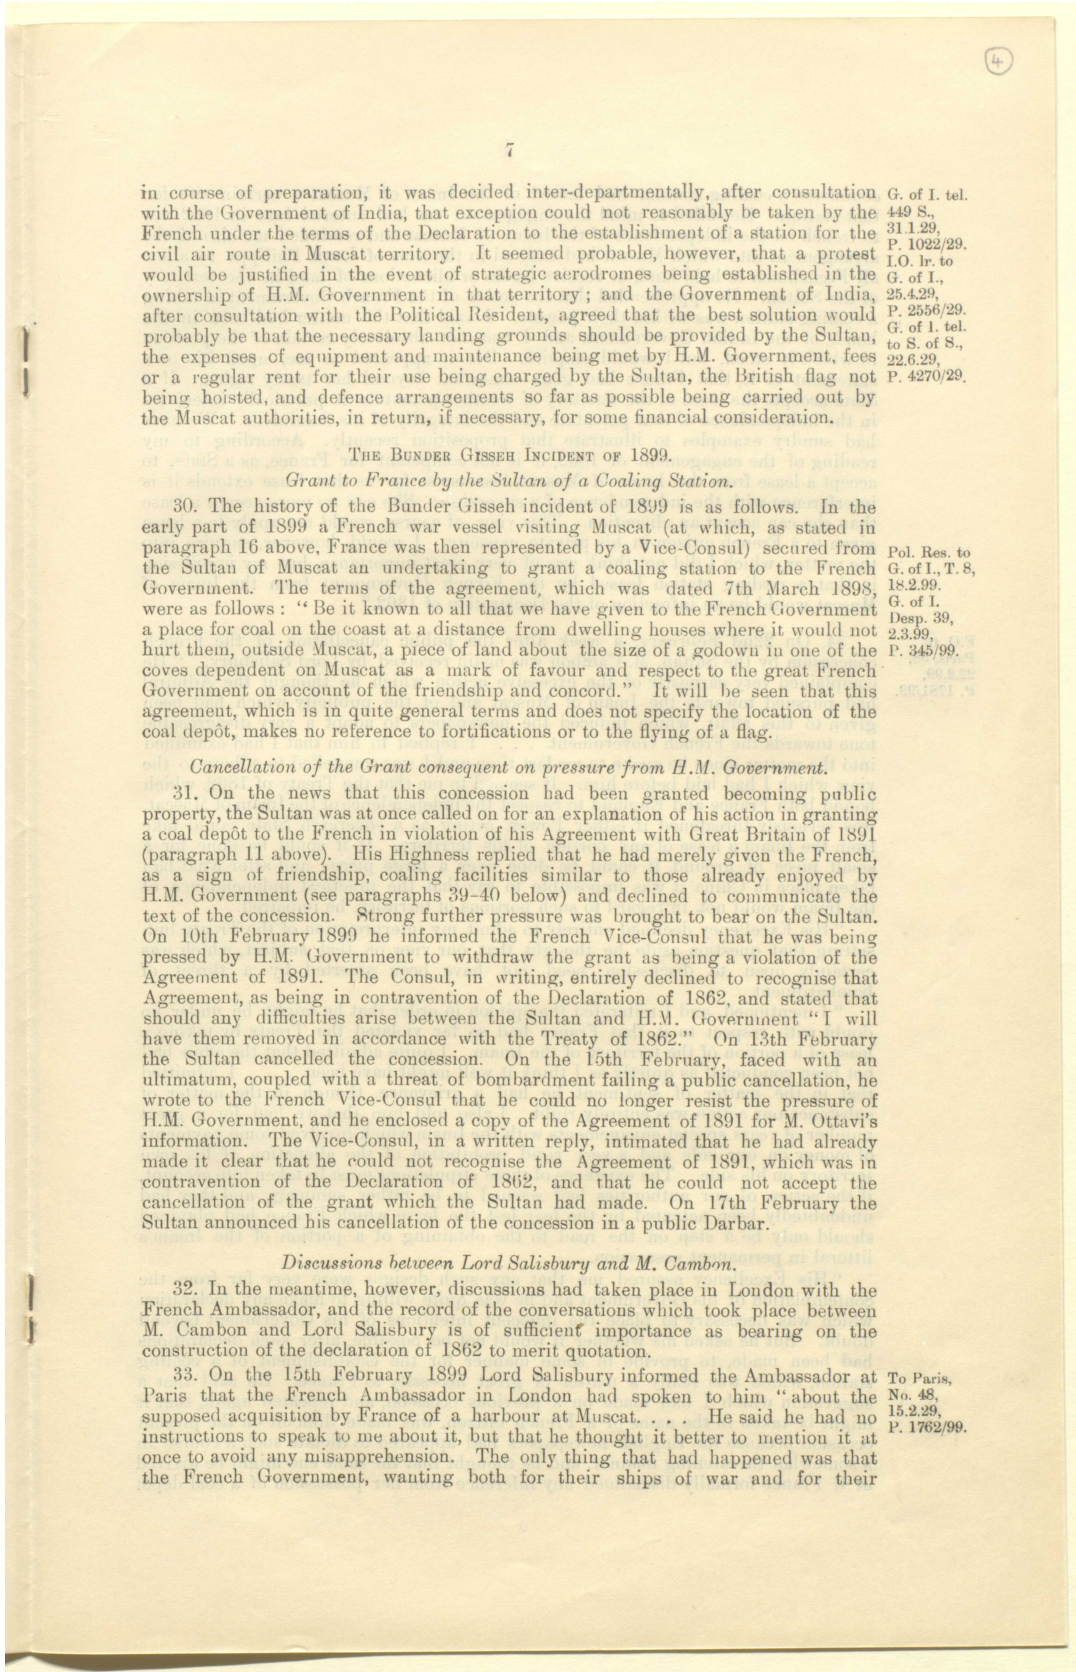 4
7
in course of preparation, it was decided inter-departmentally, after consultation
with the Government of India, that exception could not reasonably be taken by the
French under the terms of the Declaration to the establishment of a station for the
civil air route in Muscat territory. It seemed probable, however, that a protest
would be justified in the event of strategic aerodromes being established in the
ownership of H.M. Government in that territory ; and the Government of India,
after consultation with the Political Resident, agreed that the best solution would
probably be that the necessary landing grounds should be provided by the Sultan,
the expenses of equipment and maintenance being met by H.M. Government, fees
or a regular rent for their use being charged by the Sultan, the British flag not
being hoisted, and defence arrangements so far as possible being carried out by
the Muscat authorities, in return, if necessary, for some financial consideration.
G. of I. tel.
449 S.,
31.1.29,
P. 1022/29.
I.O. lr. to
G. of I.,
25.4.29,
P. 2556/29.
G. of I. tel.
to S. of S.,
22.6.29,
P. 4270/29.
THE BUNDER GISSEH INCIDENT OF 1899.
Grant to France by the Sultan of a Coaling Station.
30. The history of the Bunder Gisseh incident of 1899 is as follows. In the
early part of 1899 a French war vessel visiting Muscat (at which, as stated in
paragraph 16 above, France was then represented by a Vice-Consul) secured from
the Sultan of Muscat an undertaking to grant a coaling station to the French
Government. The terms of the agreement, which was dated 7th March 1898,
were as follows : “ Be it known to all that we have given to the French Government
a place for coal on the coast at a distance from dwelling houses where it would not
hurt them, outside Muscat, a piece of land about the size of a godown in one of the
coves dependent on Muscat as a mark of favour and respect to the great French
Government on account of the friendship and concord.” It will be seen that this
agreement, which is in quite general terms and does not specify the location of the
coal depôt, makes no reference to fortifications or to the flying of a flag.
Pol. Res. to
G. of I., T. 8,
18.2.99.
G. of I.
Desp. 39,
2.3.99,
P. 345/99.
Cancellation of the Grant consequent on pressure from H.M. Government.
31. On the news that this concession had been granted becoming public
property, the Sultan was at once called on for an explanation of his action in granting
a coal depôt to the French in violation of his Agreement with Great Britain of 1891
(paragraph 11 above). His Highness replied that he had merely given the French,
as a sign of friendship, coaling facilities similar to those already enjoyed by
H.M. Government (see paragraphs 39–40 below) and declined to communicate the
text of the concession. Strong further pressure was brought to bear on the Sultan.
On 10th February 1899 he informed the French Vice-Consul that he was being
pressed by H.M. Government to withdraw the grant as being a violation of the
Agreement of 1891. The Consul, in writing, entirely declined to recognise that
Agreement, as being in contravention of the Declaration of 1862, and stated that
should any difficulties arise between the Sultan and H.M. Government “ I will
have them removed in accordance with the Treaty of 1862.” On 13th February
the Sultan cancelled the concession. On the 15th February, faced with an
ultimatum, coupled with a threat of bombardment failing a public cancellation, he
wrote to the French Vice-Consul that he could no longer resist the pressure of
H.M. Government, and he enclosed a copy of the Agreement of 1891 for M. Ottavi's
information. The Vice-Consul, in a written reply, intimated that he had already
made it clear that he could not recognise the Agreement of 1891, which was in
contravention of the Declaration of 1862, and that he could not accept the
cancellation of the grant which the Sultan had made. On 17th February the
Sultan announced his cancellation of the concession in a public Darbar.
Discussions between Lord Salisbury and M. Cambon.
32. In the meantime, however, discussions had taken place in London with the
French Ambassador, and the record of the conversations which took place between
M. Cambon and Lord Salisbury is of sufficient importance as bearing on the
construction of the declaration of 1862 to merit quotation.
33. On the 15th February 1899 Lord Salisbury informed the Ambassador at
Paris that the French Ambassador in London had spoken to him “ about the
supposed acquisition by France of a harbour at Muscat. . . . He said he had no
instructions to speak to me about it, but that he thought it better to mention it at
once to avoid any misapprehension. The only thing that had happened was that
the French Government, wanting both for their ships of war and for their
To Paris,
No. 48,
15.2.29,
P. 1762/99.